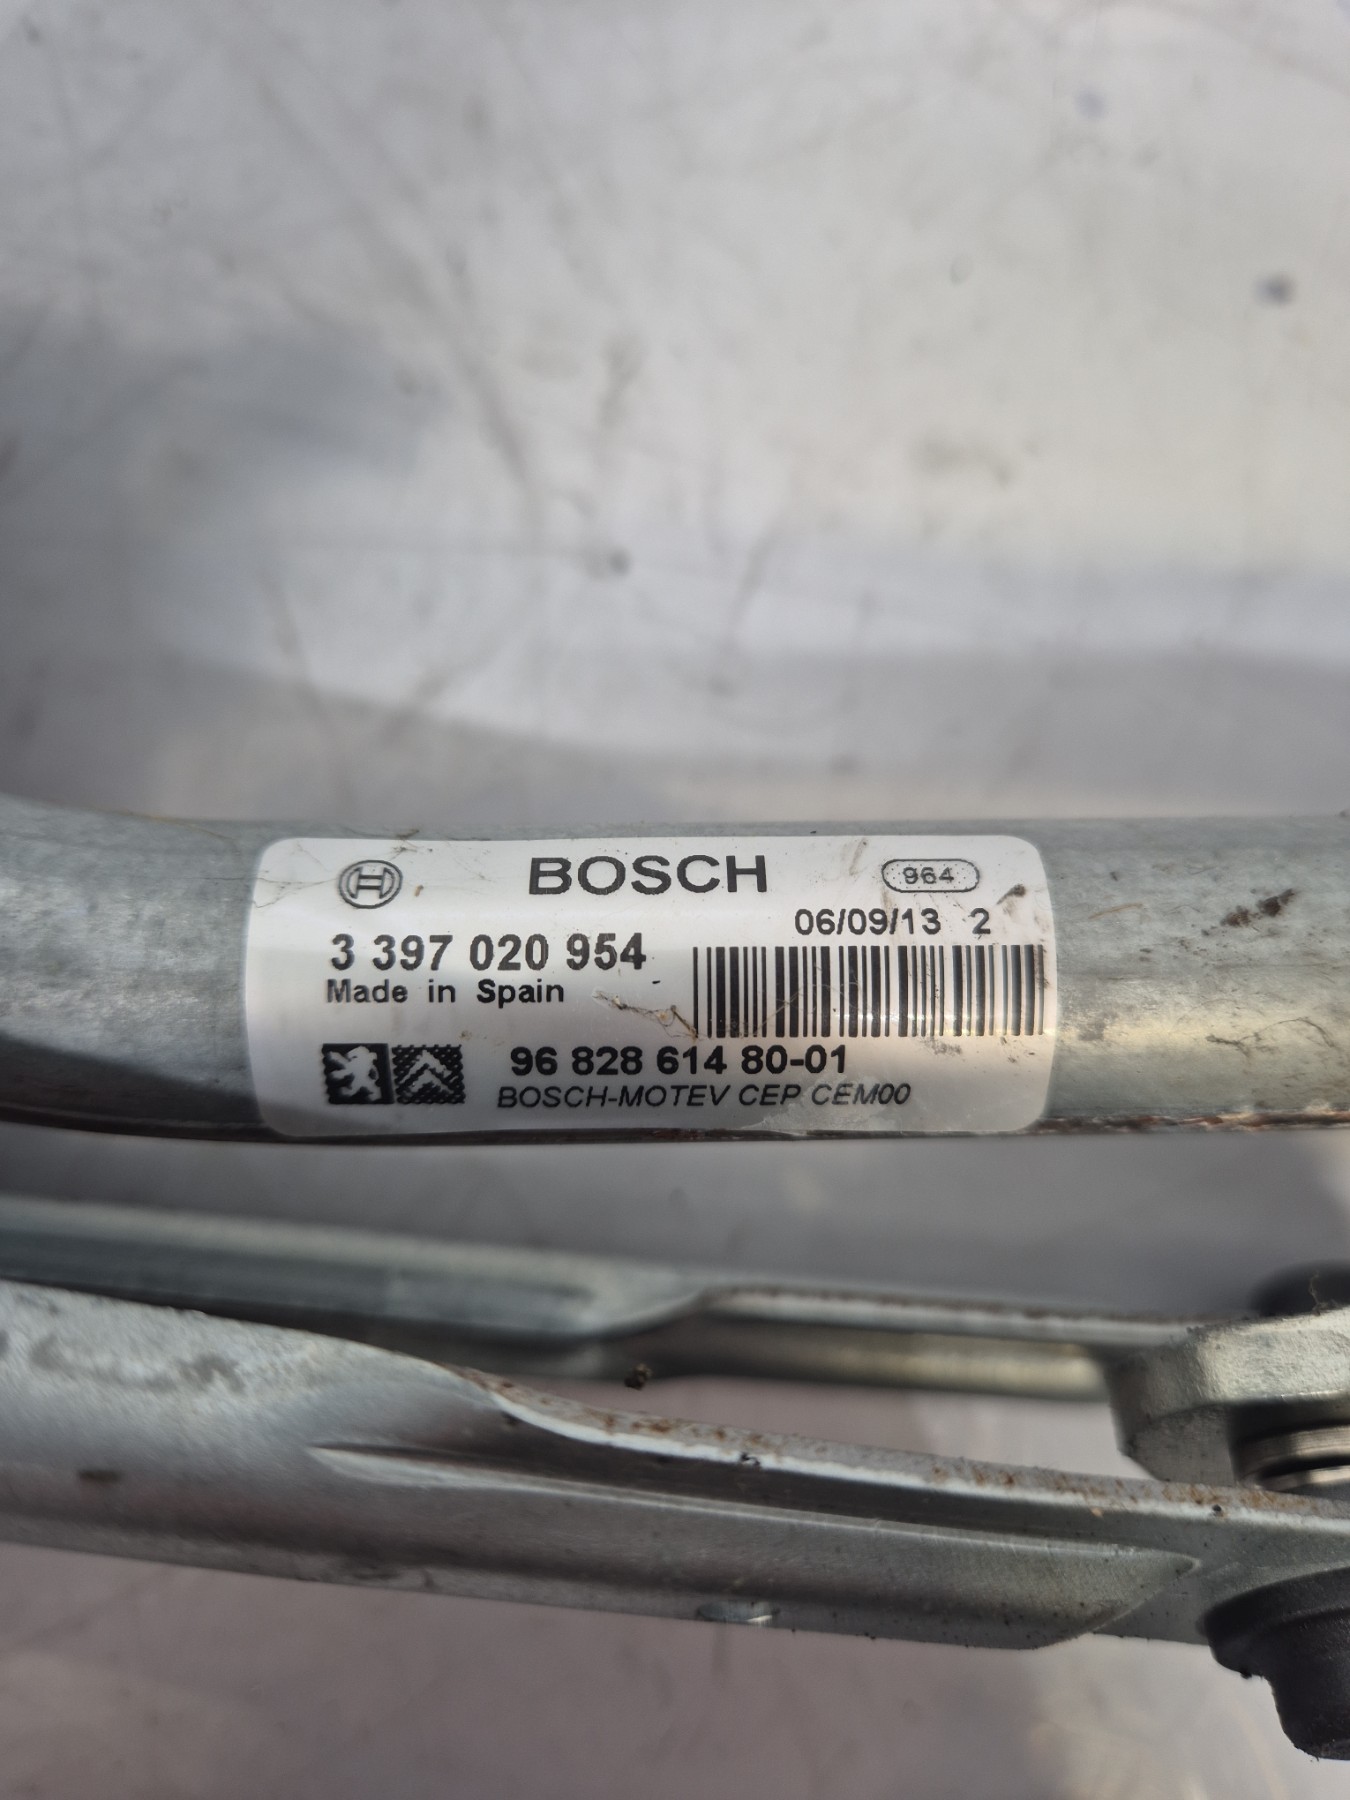 BOSCH 964
06/09/13 2
3 397 020 954
Made in Spain
96 828 614 80-01
BOSCH-MOTEV CEP CEM00